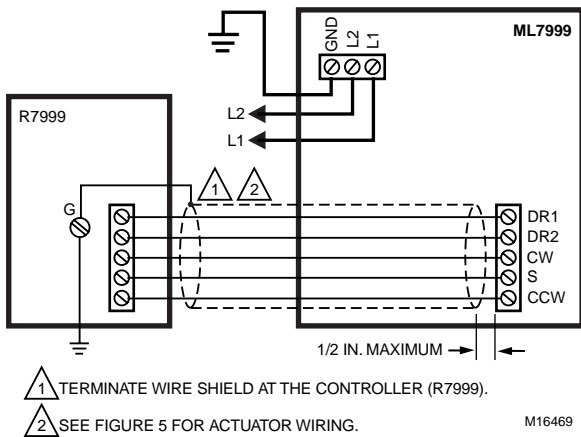 GND
L2
L1
ML7999
R7999
L2
L1
1
2
G
DR1
DR2
CW
S
CCW
1/2 IN. MAXIMUM
1 TERMINATE WIRE SHIELD AT THE CONTROLLER (R7999).
2 SEE FIGURE 5 FOR ACTUATOR WIRING.
M16469